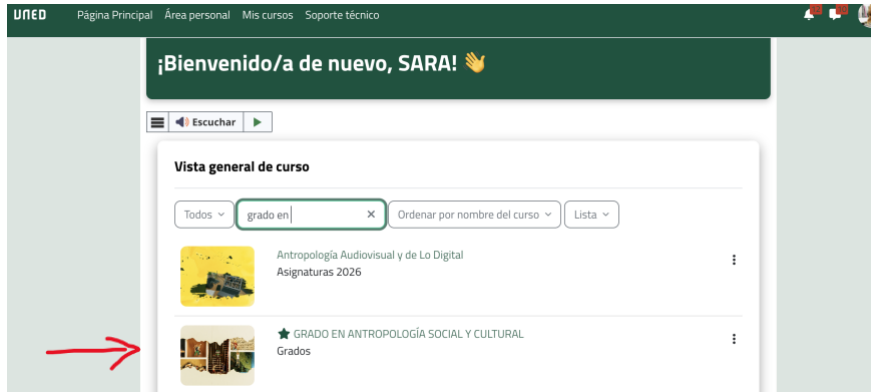 UNED Página Principal Área personal Mis cursos Soporte técnico
¡Bienvenido/a de nuevo, SARA! 👋
Escuchar
Vista general de curso
Todos grado en Ordenar por nombre del curso Lista
Antropología Audiovisual y de Lo Digital
Asignaturas 2026
GRADO EN ANTROPOLOGÍA SOCIAL Y CULTURAL
Grados